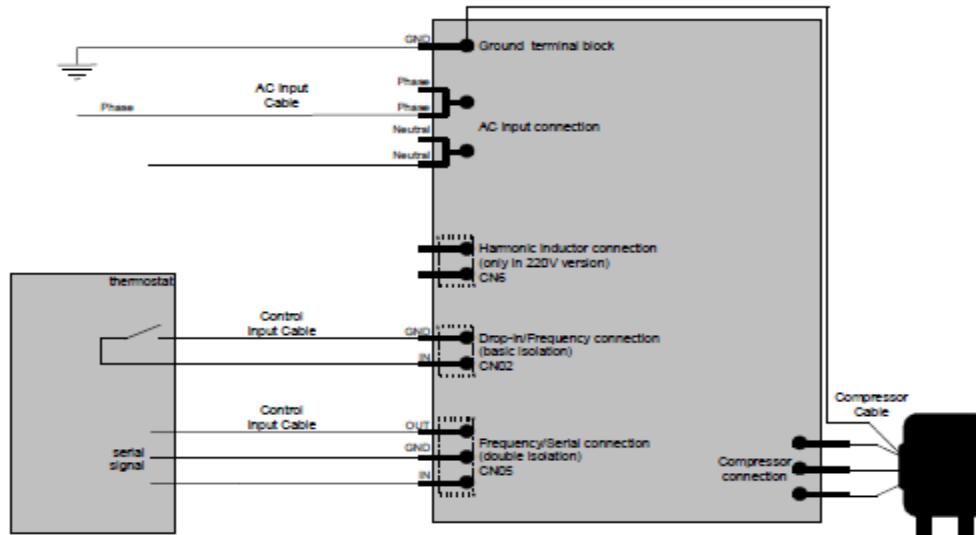 GND
Ground terminal block
Phase
AC Input
Cable
Phase
Phase
Neutral
AC Input connection
Neutral
Harmonic Inductor connection
(only in 220V version)
CN6
thermostat
Control
Input Cable
GND
Drop-In/Frequency connection
(basic Isolation)
IN
CN02
Compressor
Cable
Control
Input Cable
OUT
Frequency/Serial connection
(double Isolation)
CN05
GND
serial
signal
IN
Compressor
connection